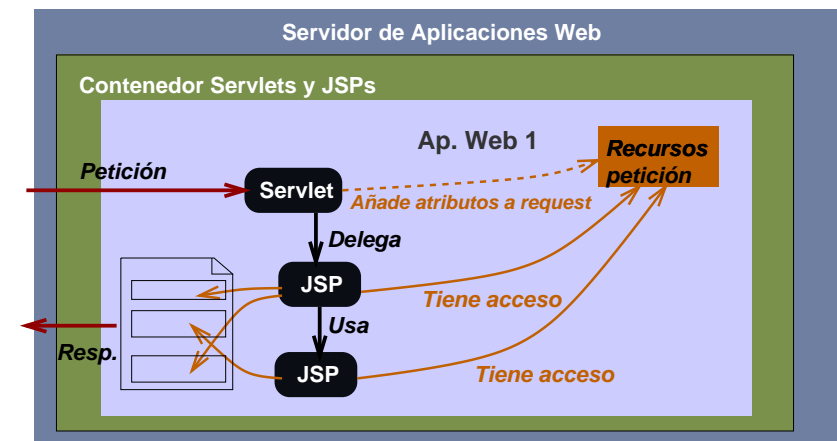 Servidor de Aplicaciones Web
Contenedor Servlets y JSPs
Ap. Web 1
Recursos
petición
Petición
Servlet
Añade atributos a request
Delega
JSP
Tiene acceso
Usa
Resp.
JSP
Tiene acceso